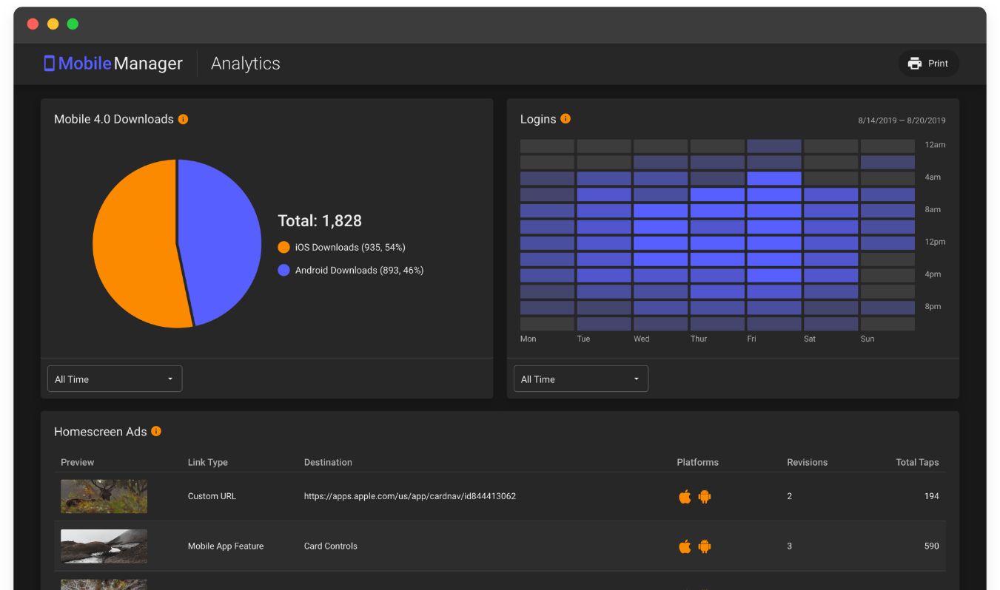 MobileManager
Analytics
Print
Mobile 4.0 Downloads
Total: 1,828
iOS Downloads (935, 54%)
Android Downloads (893, 46%)
All Time
Logins
8/14/2019 — 8/20/2019
12am
4am
8am
12pm
4pm
8pm
Mon Tue Wed Thur Fri Sat Sun
All Time
Homescreen Ads
Preview Link Type Destination Platforms Revisions Total Taps
Custom URL https://apps.apple.com/us/app/cardnav/id844413062 2 194
Mobile App Feature Card Controls 3 590